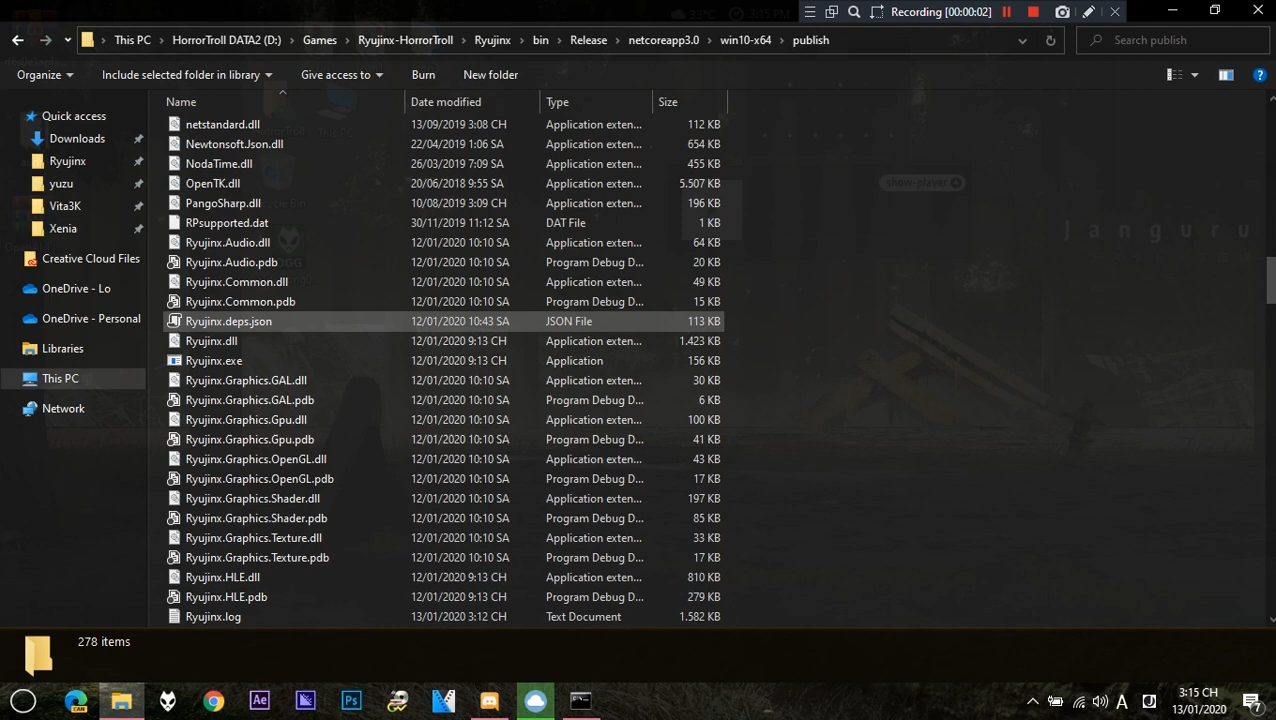 33°C 3:15 PM
Recording [00:00:02]
This PC HorrorTroll DATA2 (D:) Games Ryujinx-HorrorTroll Ryujinx bin Release netcoreapp3.0 win10-x64 publish
Search publish
Organize Include selected folder in library Give access to Burn New folder
Name Date modified Type Size
Quick access
Downloads
Ryujinx
yuzu
Vita3K
Xenia
Creative Cloud Files
OneDrive - Lo
OneDrive - Personal
Libraries
This PC
Network
netstandard.dll 13/09/2019 3:08 CH Application exten... 112 KB
Newtonsoft.Json.dll 22/04/2019 1:06 SA Application exten... 654 KB
NodaTime.dll 26/03/2019 7:09 SA Application exten... 455 KB
OpenTK.dll 20/06/2018 9:55 SA Application exten... 5.507 KB
PangoSharp.dll 10/08/2019 3:09 CH Application exten... 196 KB
RPsupported.dat 30/11/2019 11:12 SA DAT File 1 KB
Ryujinx.Audio.dll 12/01/2020 10:10 SA Application exten... 64 KB
Ryujinx.Audio.pdb 12/01/2020 10:10 SA Program Debug D... 20 KB
Ryujinx.Common.dll 12/01/2020 10:10 SA Application exten... 49 KB
Ryujinx.Common.pdb 12/01/2020 10:10 SA Program Debug D... 15 KB
Ryujinx.deps.json 12/01/2020 10:43 SA JSON File 113 KB
Ryujinx.dll 12/01/2020 9:13 CH Application exten... 1.423 KB
Ryujinx.exe 12/01/2020 9:13 CH Application 156 KB
Ryujinx.Graphics.GAL.dll 12/01/2020 10:10 SA Application exten... 30 KB
Ryujinx.Graphics.GAL.pdb 12/01/2020 10:10 SA Program Debug D... 6 KB
Ryujinx.Graphics.Gpu.dll 12/01/2020 10:10 SA Application exten... 100 KB
Ryujinx.Graphics.Gpu.pdb 12/01/2020 10:10 SA Program Debug D... 41 KB
Ryujinx.Graphics.OpenGL.dll 12/01/2020 10:10 SA Application exten... 43 KB
Ryujinx.Graphics.OpenGL.pdb 12/01/2020 10:10 SA Program Debug D... 17 KB
Ryujinx.Graphics.Shader.dll 12/01/2020 10:10 SA Application exten... 197 KB
Ryujinx.Graphics.Shader.pdb 12/01/2020 10:10 SA Program Debug D... 85 KB
Ryujinx.Graphics.Texture.dll 12/01/2020 10:10 SA Application exten... 33 KB
Ryujinx.Graphics.Texture.pdb 12/01/2020 10:10 SA Program Debug D... 17 KB
Ryujinx.HLE.dll 12/01/2020 9:13 CH Application exten... 810 KB
Ryujinx.HLE.pdb 12/01/2020 9:13 CH Program Debug D... 279 KB
Ryujinx.log 13/01/2020 3:12 CH Text Document 1.582 KB
show-player
Janguru
278 items
3:15 CH
13/01/2020